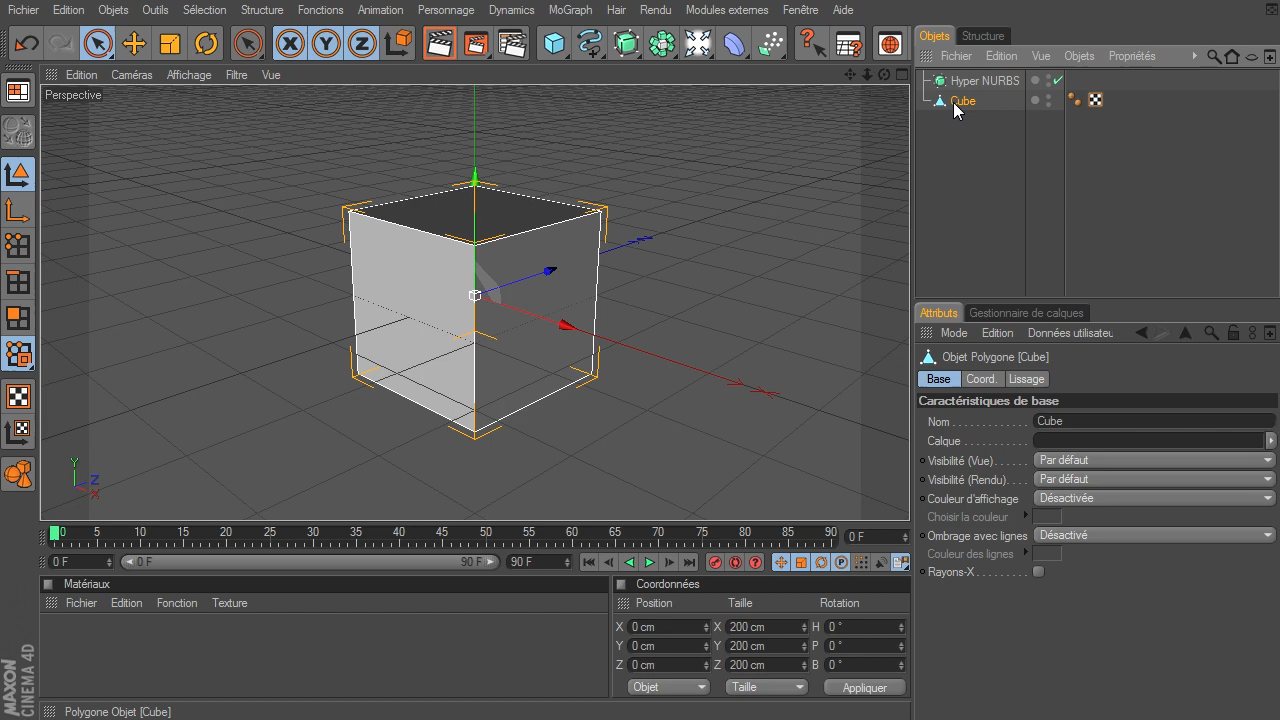 Fichier Edition Objets Outils Sélection Structure Fonctions Animation Personnage Dynamics MoGraph Hair Rendu Modules externes Fenêtre Aide
X Y Z
Edition Caméras Affichage Filtre Vue
Perspective
Y
Z
X
0 5 10 15 20 25 30 35 40 45 50 55 60 65 70 75 80 85 90 0 F
0 F 0 F 90 F 90 F
Matériaux
Fichier Edition Fonction Texture
Coordonnées
Position Taille Rotation
X 0 cm X 200 cm H 0 °
Y 0 cm Y 200 cm P 0 °
Z 0 cm Z 200 cm B 0 °
Objet Taille Appliquer
Polygone Objet [Cube]
MAXON
CINEMA 4D
Objets Structure
Fichier Edition Vue Objets Propriétés
Hyper NURBS
Cube
Attributs Gestionnaire de calques
Mode Edition Données utilisateu
Objet Polygone [Cube]
Base Coord. Lissage
Caractéristiques de base
Nom . . . . . . . . . . . . Cube
Calque . . . . . . . . . . .
Visibilité (Vue) . . . . . Par défaut
Visibilité (Rendu) . . . . Par défaut
Couleur d'affichage Désactivée
Choisir la couleur
Ombrage avec lignes Désactivé
Couleur des lignes
Rayons-X . . . . . . . . .